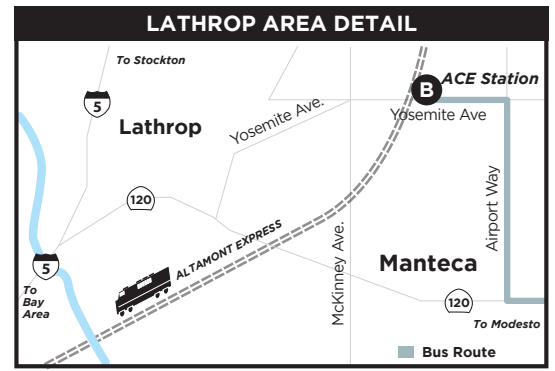 LATHROP AREA DETAIL
To Stockton
ACE Station
B
5
Yosemite Ave.
Yosemite Ave
Lathrop
120
Airport Way
ALTAMONT EXPRESS
McKinney Ave.
Manteca
5
To
Bay
Area
120
To Modesto
Bus Route